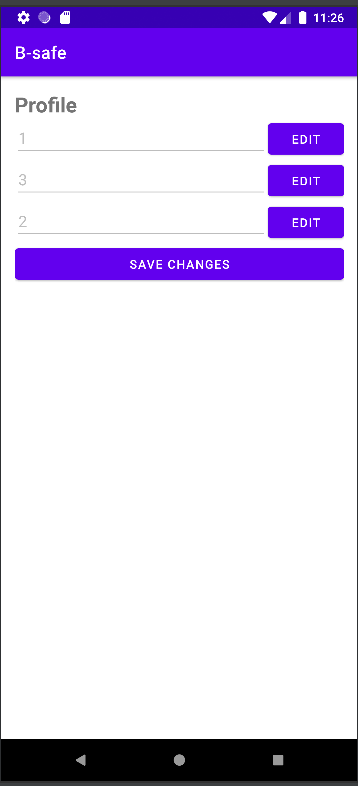 11:26
B-safe
Profile
1 EDIT
3 EDIT
2 EDIT
SAVE CHANGES